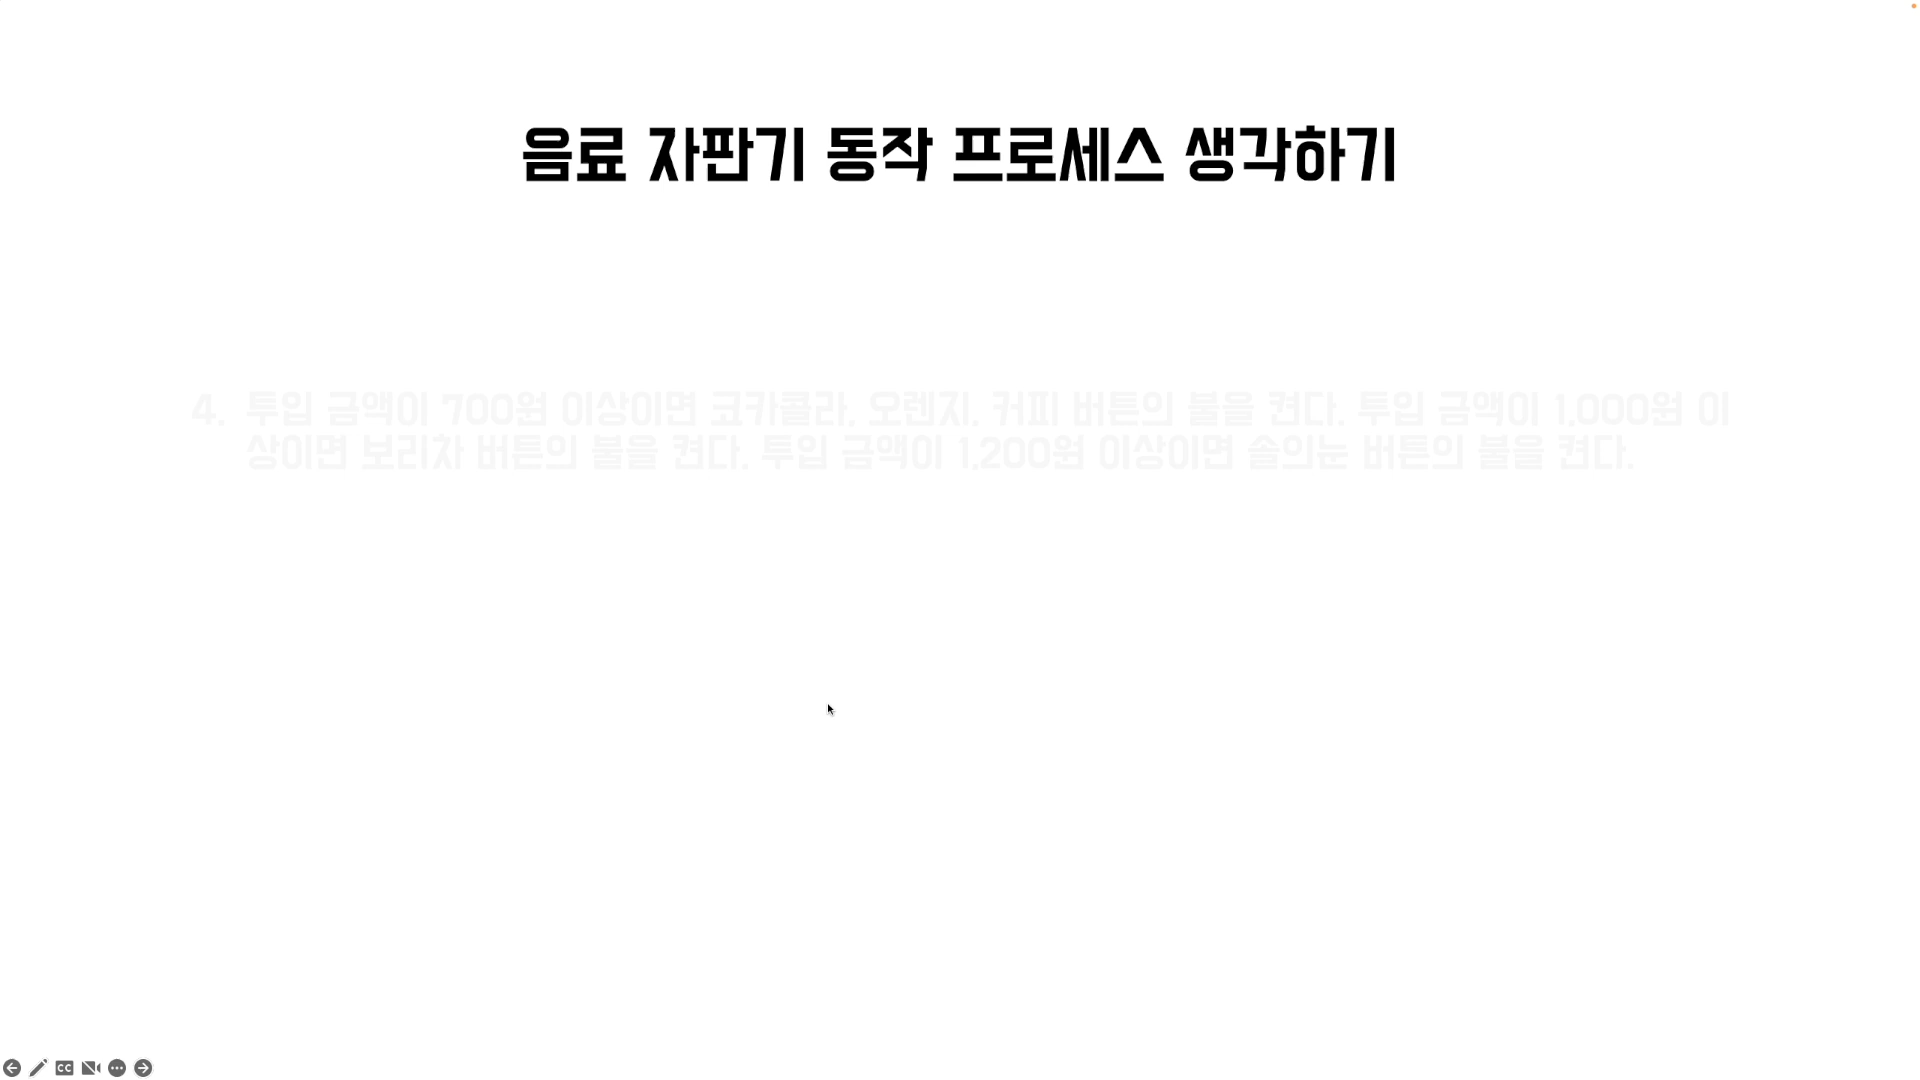 음료 자판기 동작 프로세스 생각하기
4. 투입 금액이 700원 이상이면 코카콜라, 오렌지, 커피 버튼의 불을 켠다. 투입 금액이 1,000원 이
상이면 보리차 버튼의 불을 켠다. 투입 금액이 1,200원 이상이면 솔의눈 버튼의 불을 켠다.
CC